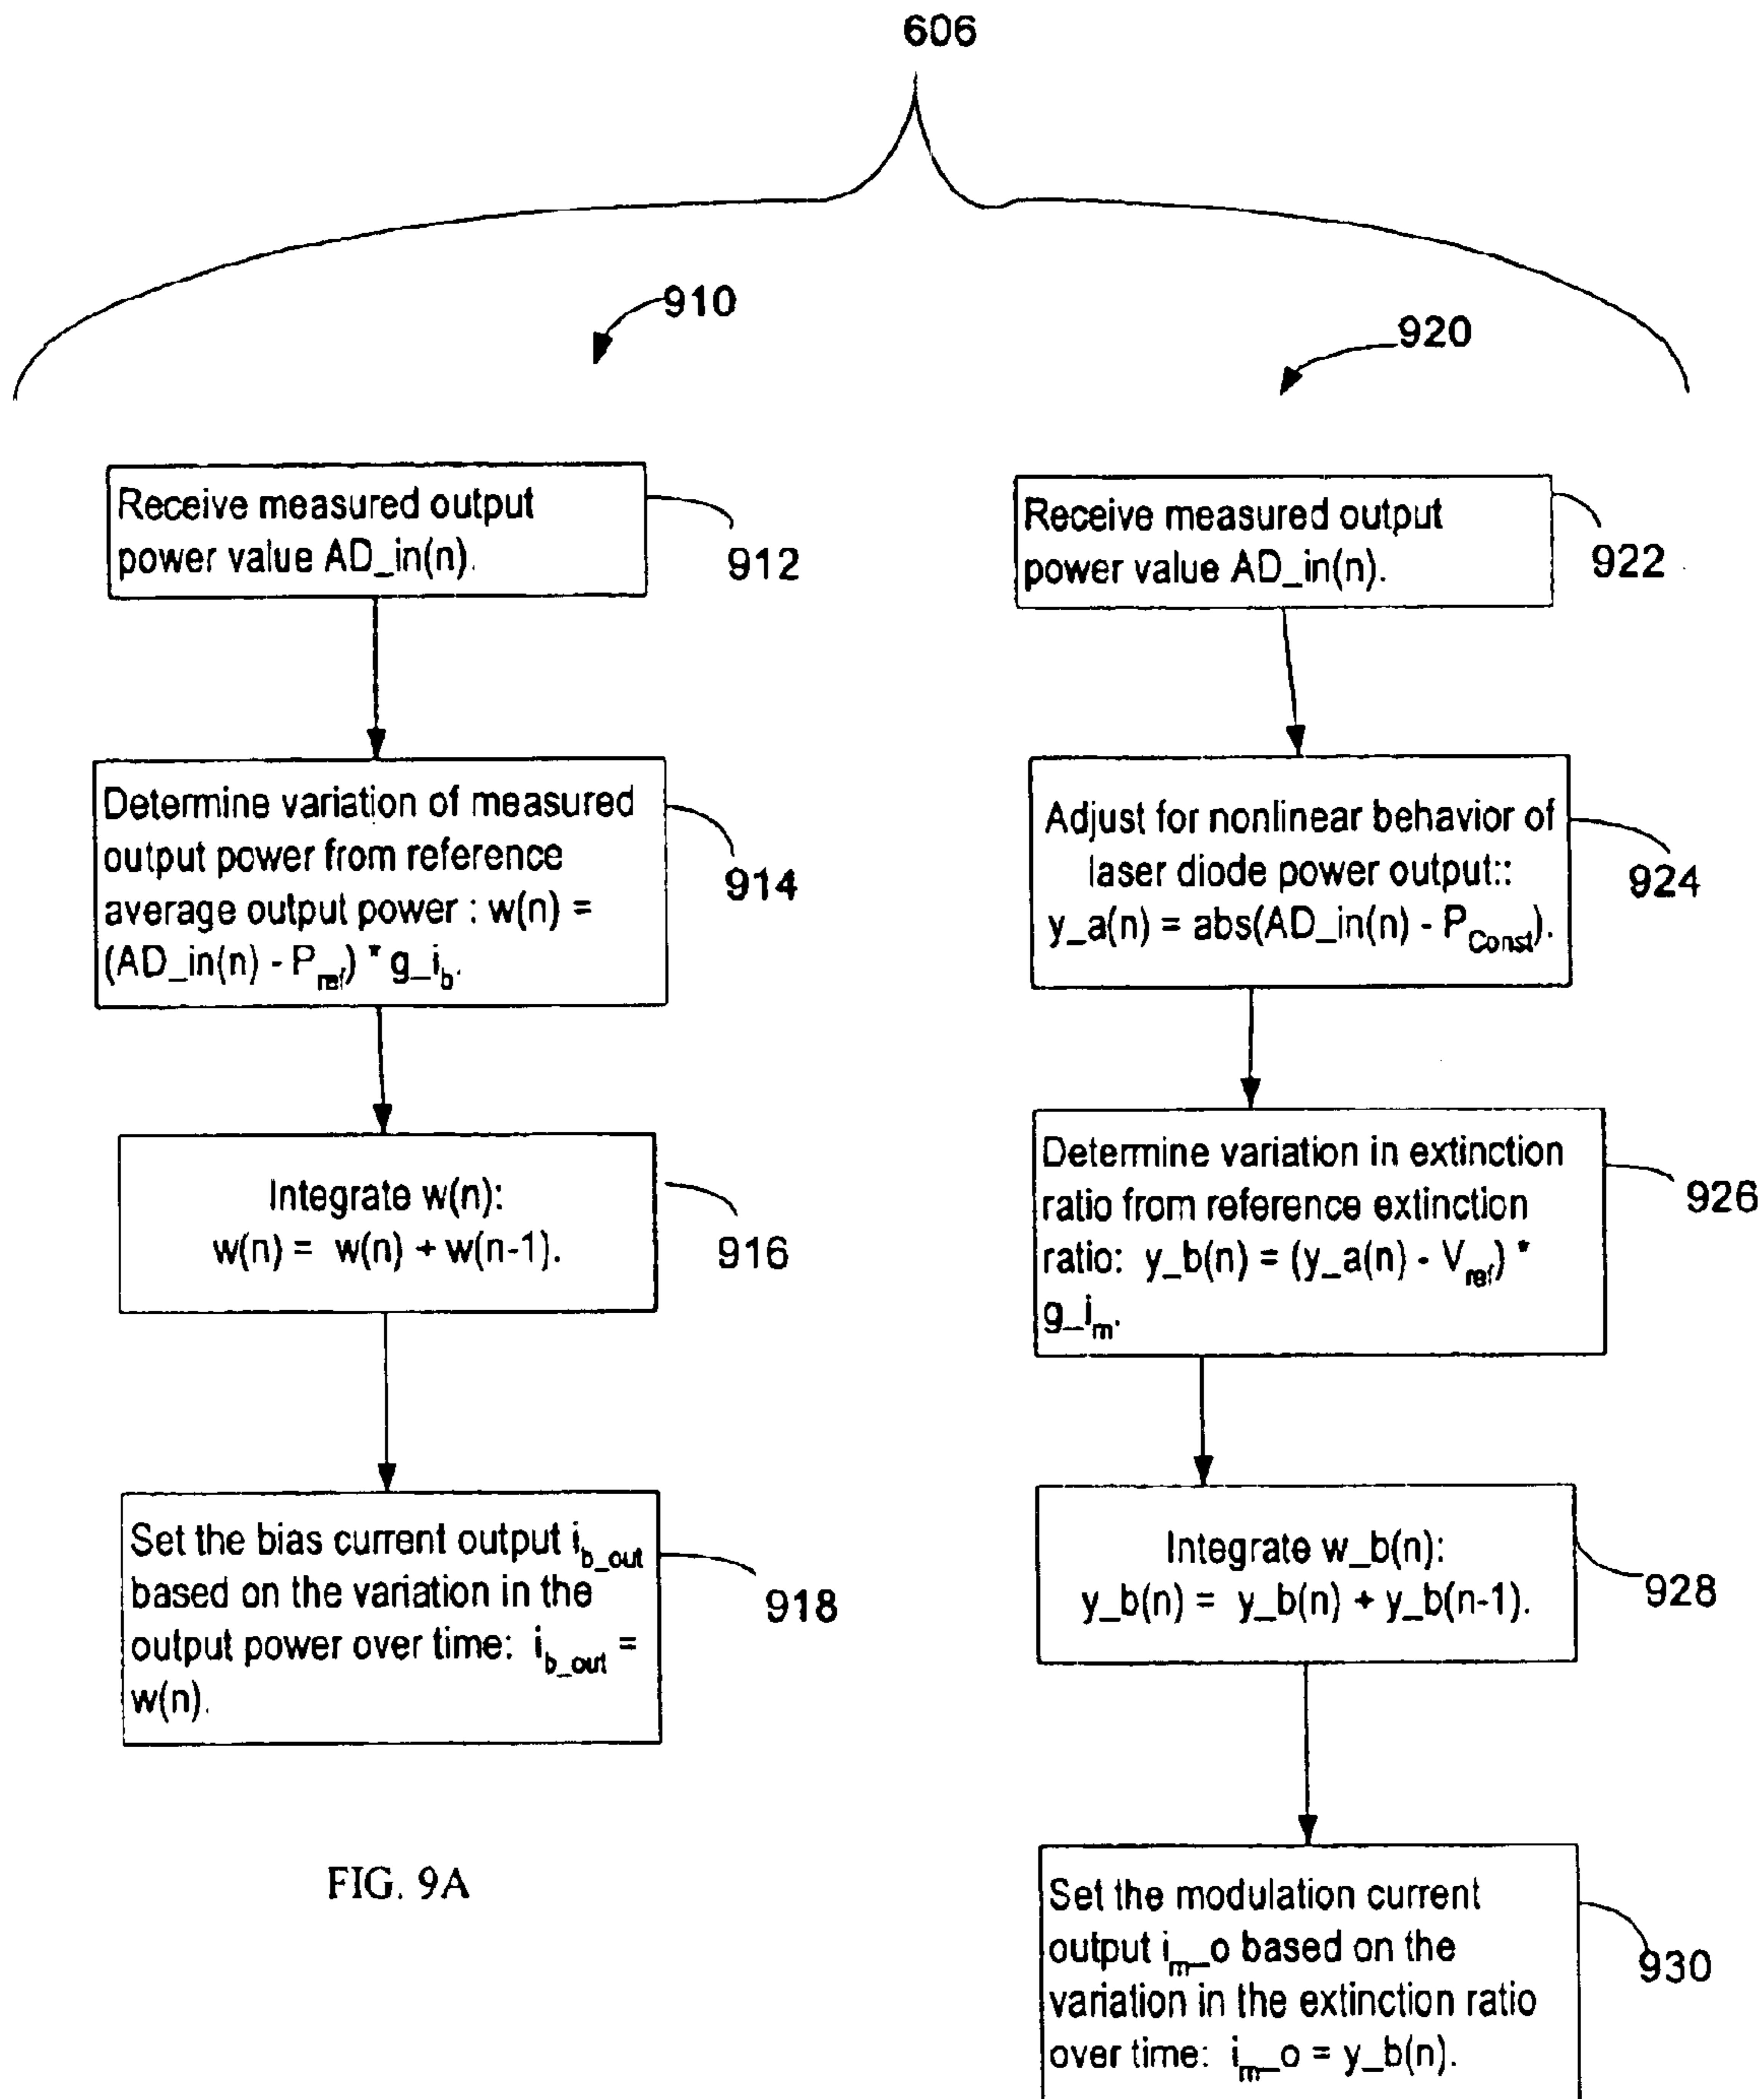 606
910
920
Receive measured output
power value AD_in(n).
912
Determine variation of measured
output power from reference
average output power : w(n) =
(AD_in(n) - P_ref) * g_i_b.
914
Integrate w(n):
w(n) = w(n) + w(n-1).
916
Set the bias current output i_b_out
based on the variation in the
output power over time: i_b_out =
w(n).
918
FIG. 9A
Receive measured output
power value AD_in(n).
922
Adjust for nonlinear behavior of
laser diode power output::
y_a(n) = abs(AD_in(n) - P_Const).
924
Determine variation in extinction
ratio from reference extinction
ratio: y_b(n) = (y_a(n) - V_ref) *
g_i_m.
926
Integrate w_b(n):
y_b(n) = y_b(n) + y_b(n-1).
928
Set the modulation current
output i_m_o based on the
variation in the extinction ratio
over time: i_m_o = y_b(n).
930